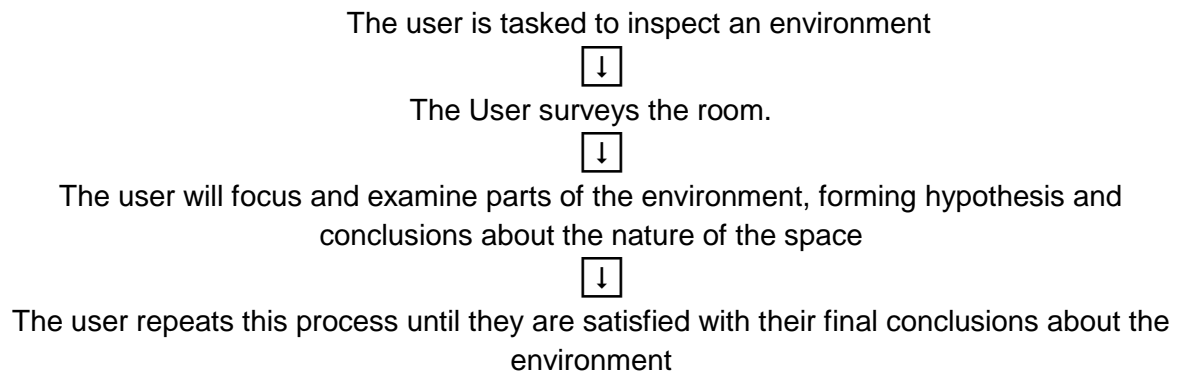 The user is tasked to inspect an environment
↓
The User surveys the room.
↓
The user will focus and examine parts of the environment, forming hypothesis and
conclusions about the nature of the space
↓
The user repeats this process until they are satisfied with their final conclusions about the
environment